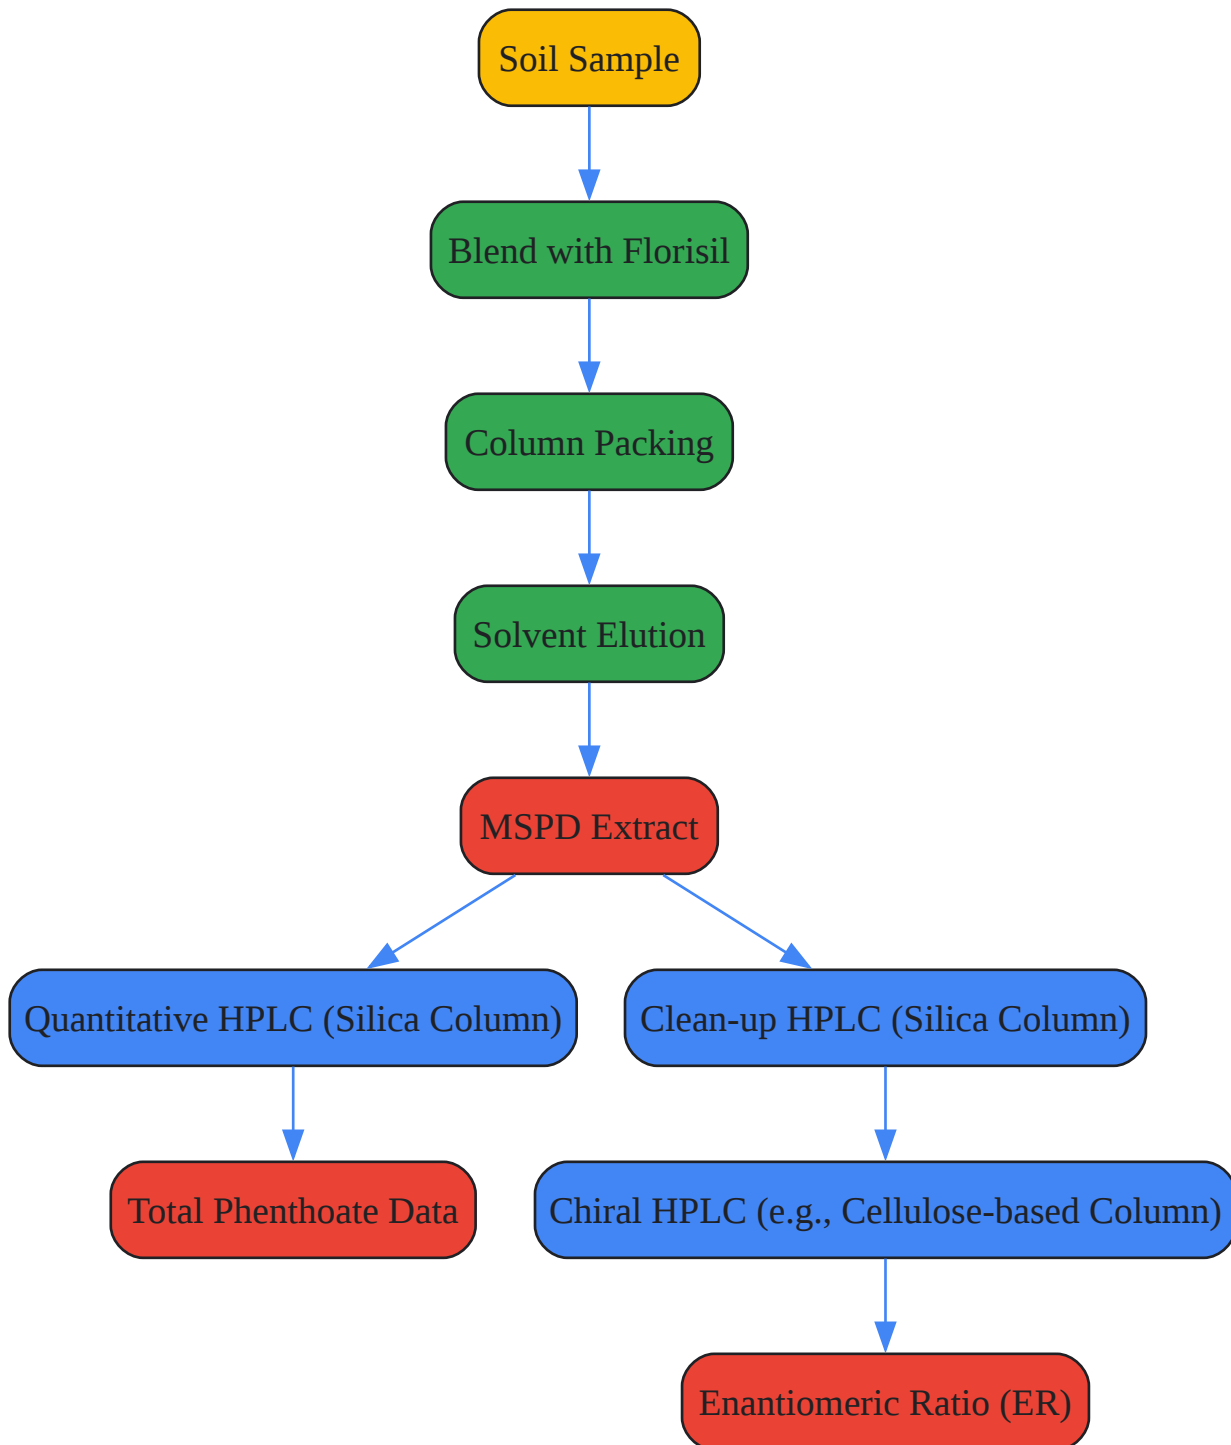 Soil Sample
Blend with Florisil
Column Packing
Solvent Elution
MSPD Extract
Quantitative HPLC (Silica Column)
Clean-up HPLC (Silica Column)
Total Phenthoate Data
Chiral HPLC (e.g., Cellulose-based Column)
Enantiomeric Ratio (ER)